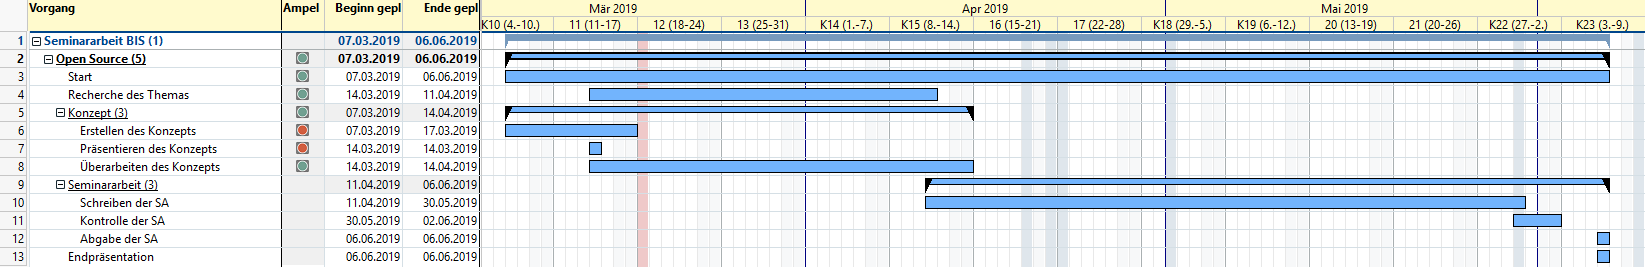 Vorgang Ampel Beginn gepl Ende gepl Mär 2019 Apr 2019 Mai 2019
K10 (4.-10.) 11 (11-17) 12 (18-24) 13 (25-31) K14 (1.-7.) K15 (8.-14.) 16 (15-21) 17 (22-28) K18 (29.-5.) K19 (6.-12.) 20 (13-19) 21 (20-26) K22 (27.-2.) K23 (3.-9.)
1 Seminararbeit BIS (1) 07.03.2019 06.06.2019
2 Open Source (5) 07.03.2019 06.06.2019
3 Start 07.03.2019 06.06.2019
4 Recherche des Themas 14.03.2019 11.04.2019
5 Konzept (3) 07.03.2019 14.04.2019
6 Erstellen des Konzepts 07.03.2019 17.03.2019
7 Präsentieren des Konzepts 14.03.2019 14.03.2019
8 Überarbeiten des Konzepts 14.03.2019 14.04.2019
9 Seminararbeit (3) 11.04.2019 06.06.2019
10 Schreiben der SA 11.04.2019 30.05.2019
11 Kontrolle der SA 30.05.2019 02.06.2019
12 Abgabe der SA 06.06.2019 06.06.2019
13 Endpräsentation 06.06.2019 06.06.2019